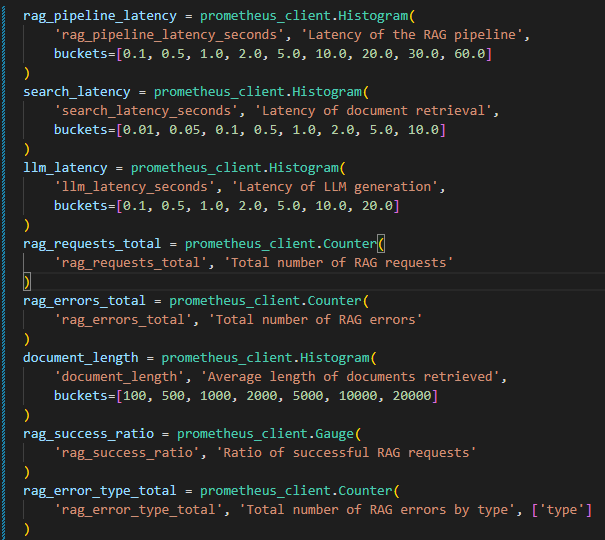 rag_pipeline_latency = prometheus_client.Histogram(
    'rag_pipeline_latency_seconds', 'Latency of the RAG pipeline',
    buckets=[0.1, 0.5, 1.0, 2.0, 5.0, 10.0, 20.0, 30.0, 60.0]
)
search_latency = prometheus_client.Histogram(
    'search_latency_seconds', 'Latency of document retrieval',
    buckets=[0.01, 0.05, 0.1, 0.5, 1.0, 2.0, 5.0, 10.0]
)
llm_latency = prometheus_client.Histogram(
    'llm_latency_seconds', 'Latency of LLM generation',
    buckets=[0.1, 0.5, 1.0, 2.0, 5.0, 10.0, 20.0]
)
rag_requests_total = prometheus_client.Counter(
    'rag_requests_total', 'Total number of RAG requests'
)
rag_errors_total = prometheus_client.Counter(
    'rag_errors_total', 'Total number of RAG errors'
)
document_length = prometheus_client.Histogram(
    'document_length', 'Average length of documents retrieved',
    buckets=[100, 500, 1000, 2000, 5000, 10000, 20000]
)
rag_success_ratio = prometheus_client.Gauge(
    'rag_success_ratio', 'Ratio of successful RAG requests'
)
rag_error_type_total = prometheus_client.Counter(
    'rag_error_type_total', 'Total number of RAG errors by type', ['type']
)